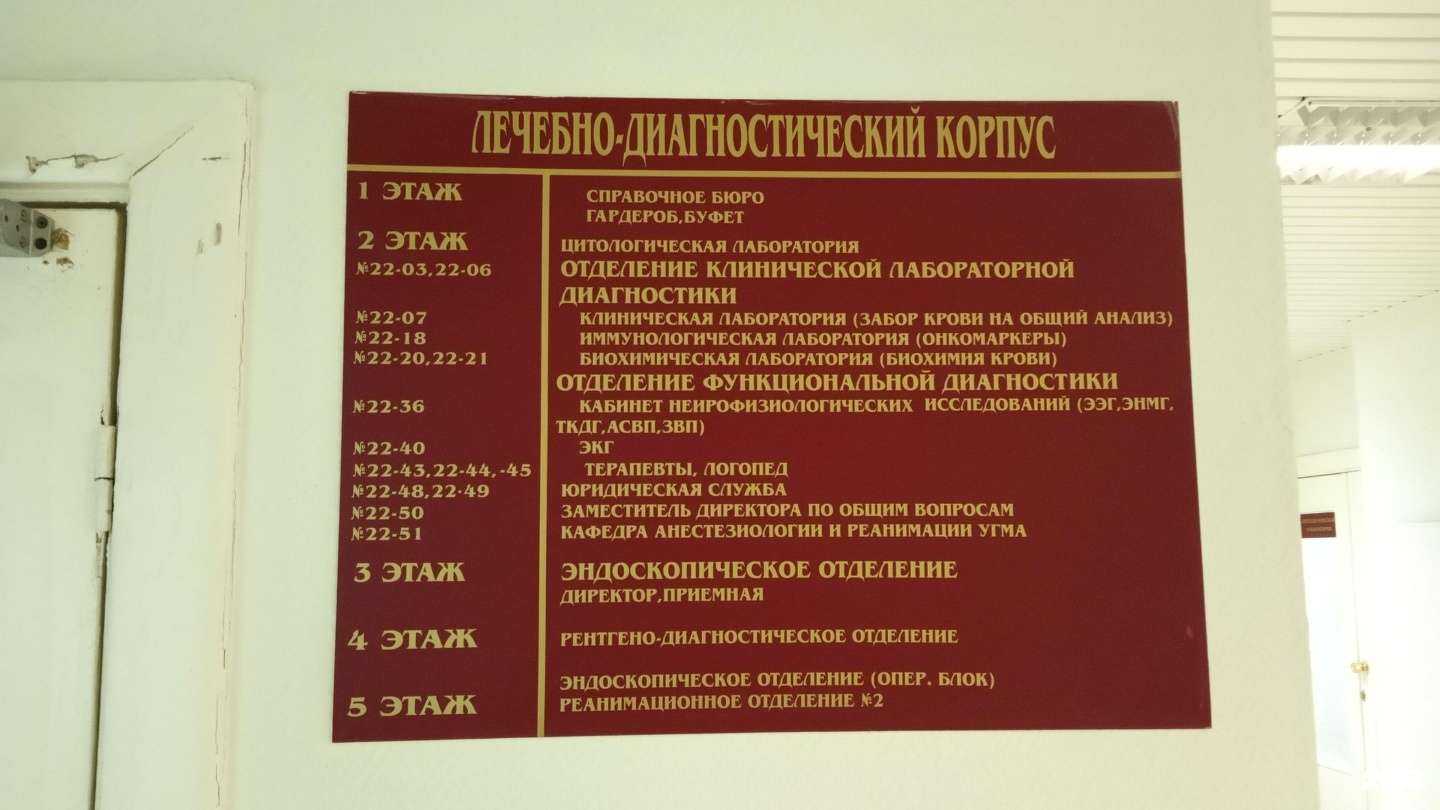 ЛЕЧЕБНО-ДИАГНОСТИЧЕСКИЙ КОРПУС
1 ЭТАЖ СПРАВОЧНОЕ БЮРО
ГАРДЕРОБ,БУФЕТ
2 ЭТАЖ ЦИТОЛОГИЧЕСКАЯ ЛАБОРАТОРИЯ
№22-03,22-06 ОТДЕЛЕНИЕ КЛИНИЧЕСКОЙ ЛАБОРАТОРНОЙ
ДИАГНОСТИКИ
№22-07 КЛИНИЧЕСКАЯ ЛАБОРАТОРИЯ (ЗАБОР КРОВИ НА ОБЩИЙ АНАЛИЗ)
№22-18 ИММУНОЛОГИЧЕСКАЯ ЛАБОРАТОРИЯ (ОНКОМАРКЕРЫ)
№22-20,22-21 БИОХИМИЧЕСКАЯ ЛАБОРАТОРИЯ (БИОХИМИЯ КРОВИ)
ОТДЕЛЕНИЕ ФУНКЦИОНАЛЬНОЙ ДИАГНОСТИКИ
№22-36 КАБИНЕТ НЕИРОФИЗИОЛОГИЧЕСКИХ ИССЛЕДОВАНИЙ (ЭЭГ,ЭНМГ,
ТКДГ,АСВП,ЗВП)
№22-40 ЭКГ
№22-43,22-44,-45 ТЕРАПЕВТЫ, ЛОГОПЕД
№22-48,22-49 ЮРИДИЧЕСКАЯ СЛУЖБА
№22-50 ЗАМЕСТИТЕЛЬ ДИРЕКТОРА ПО ОБЩИМ ВОПРОСАМ
№22-51 КАФЕДРА АНЕСТЕЗИОЛОГИИ И РЕАНИМАЦИИ УГМА
3 ЭТАЖ ЭНДОСКОПИЧЕСКОЕ ОТДЕЛЕНИЕ
ДИРЕКТОР,ПРИЕМНАЯ
4 ЭТАЖ РЕНТГЕНО-ДИАГНОСТИЧЕСКОЕ ОТДЕЛЕНИЕ
ЭНДОСКОПИЧЕСКОЕ ОТДЕЛЕНИЕ (ОПЕР. БЛОК)
5 ЭТАЖ РЕАНИМАЦИОННОЕ ОТДЕЛЕНИЕ №2